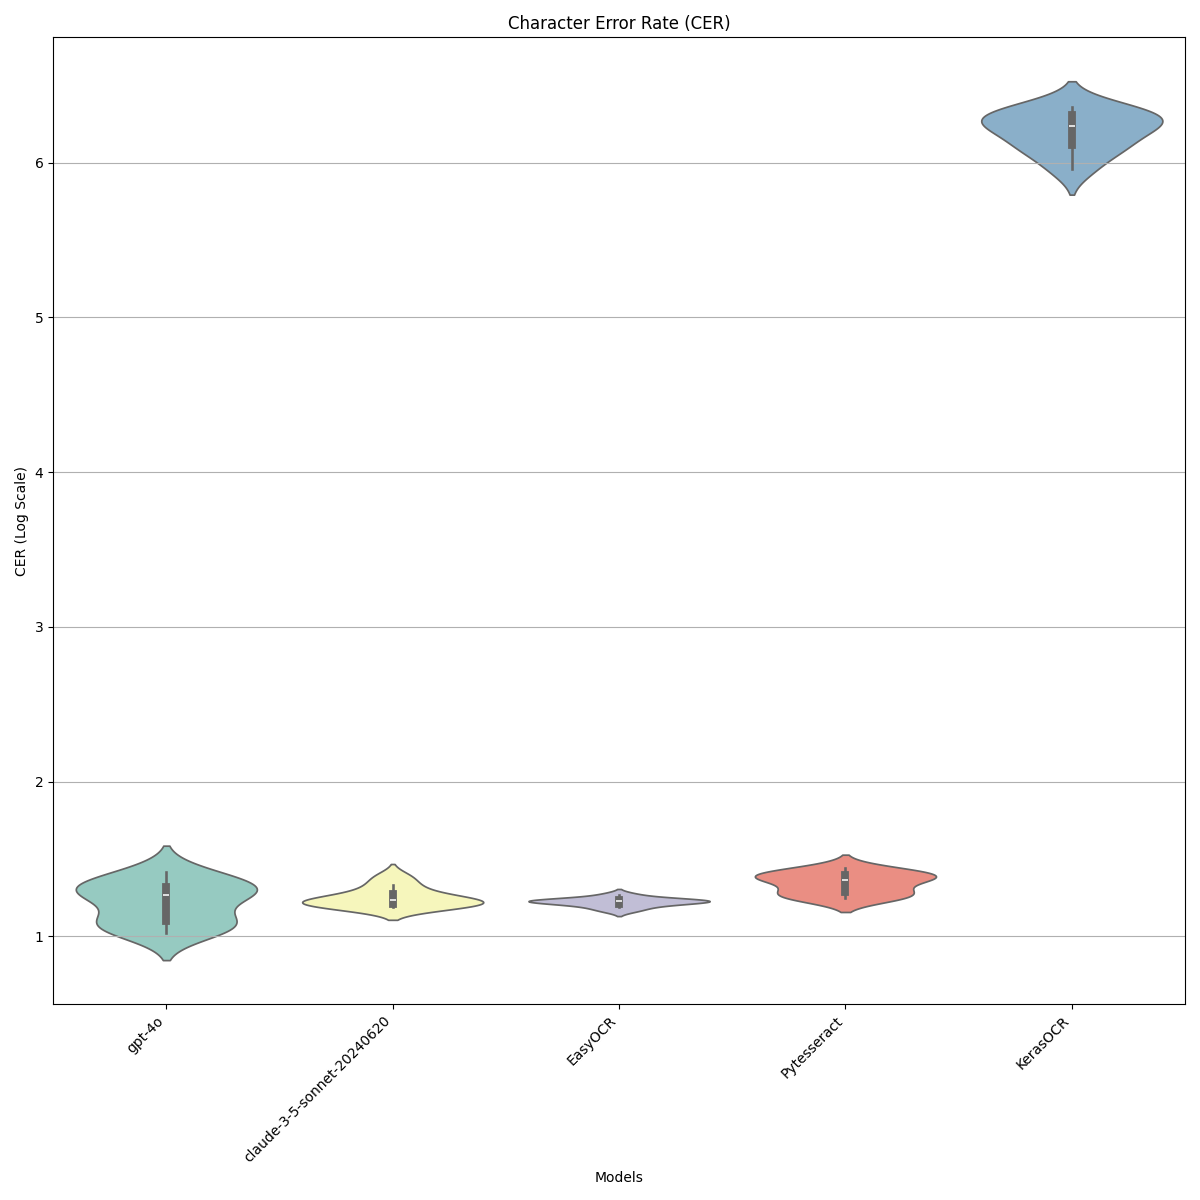 Character Error Rate (CER)
CER (Log Scale)
6
5
4
3
2
1
gpt-4o
claude-3-5-sonnet-20240620
EasyOCR
Pytesseract
KerasOCR
Models